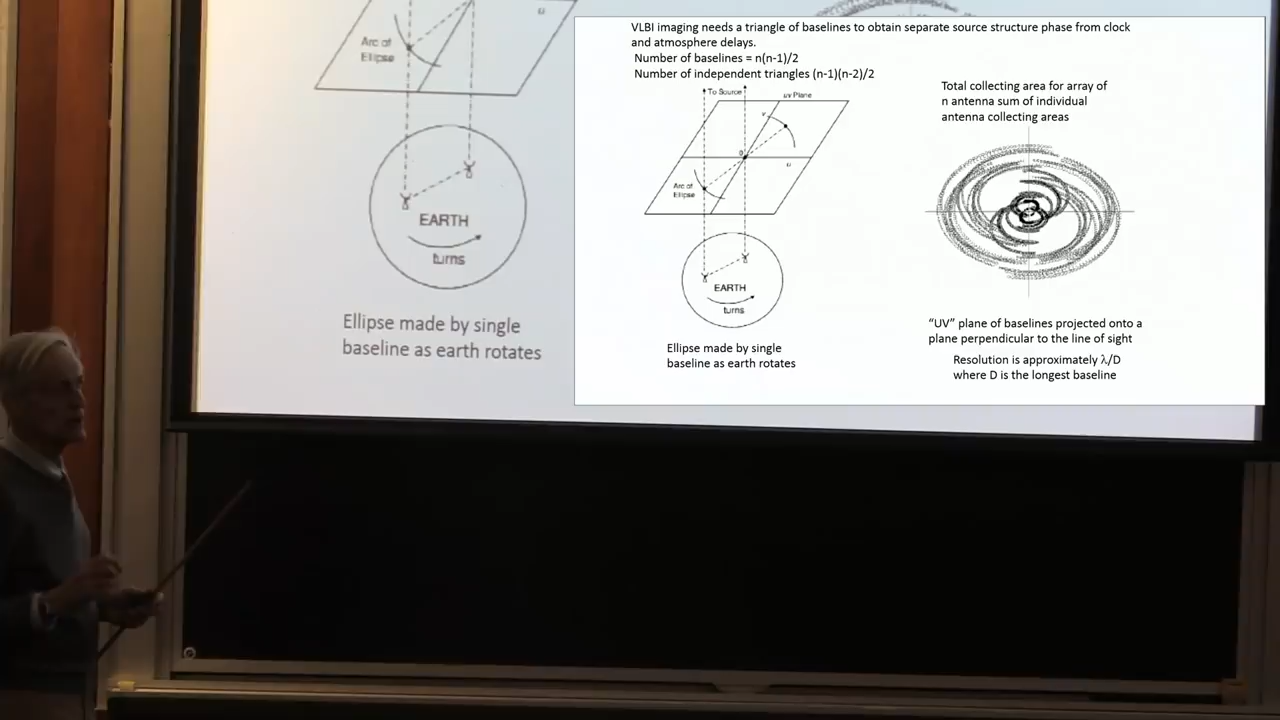 Arc of
Ellipse
u
EARTH
turns
Ellipse made by single
baseline as earth rotates
VLBI imaging needs a triangle of baselines to obtain separate source structure phase from clock
and atmosphere delays.
Number of baselines = n(n-1)/2
Number of independent triangles (n-1)(n-2)/2
To Source
uv Plane
v
0
u
Arc of
Ellipse
EARTH
turns
Ellipse made by single
baseline as earth rotates
Total collecting area for array of
n antenna sum of individual
antenna collecting areas
“UV” plane of baselines projected onto a
plane perpendicular to the line of sight
Resolution is approximately λ/D
where D is the longest baseline